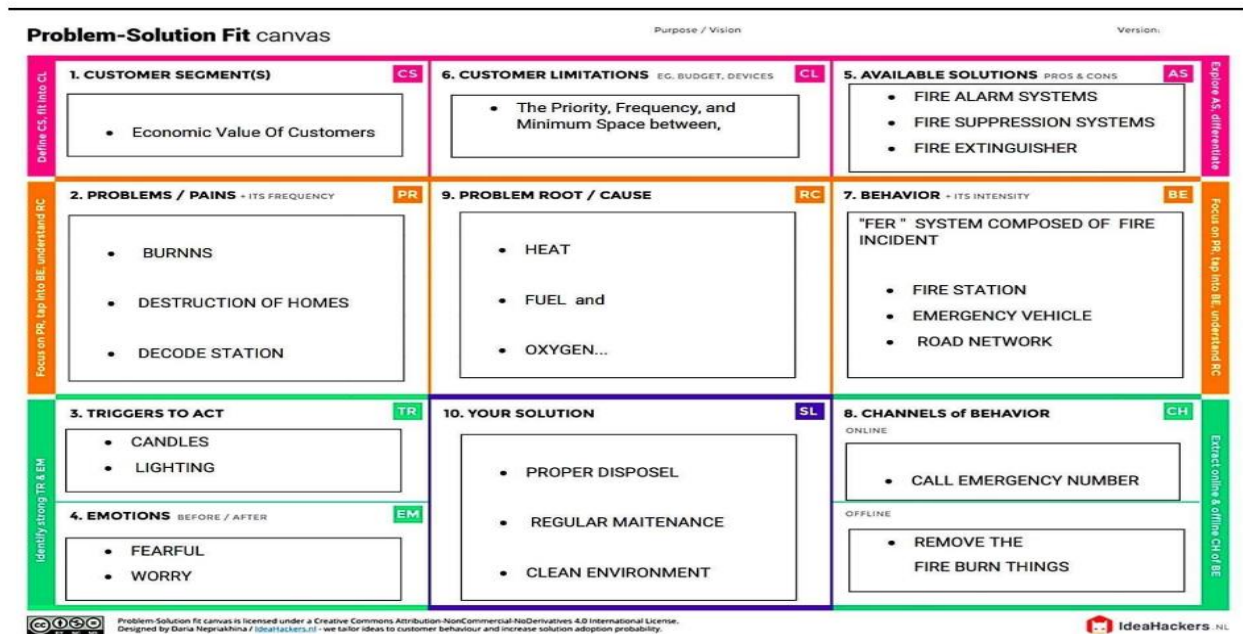 Problem-Solution Fit canvas
Purpose / Vision
Version:
Define CS, fit into CL
1. CUSTOMER SEGMENT(S)
CS
• Economic Value Of Customers
6. CUSTOMER LIMITATIONS EG. BUDGET, DEVICES
CL
• The Priority, Frequency, and
Minimum Space between,
5. AVAILABLE SOLUTIONS PROS & CONS
AS
• FIRE ALARM SYSTEMS
• FIRE SUPPRESSION SYSTEMS
• FIRE EXTINGUISHER
Explore AS, differentiate
Focus on PR, tap into BE, understand RC
2. PROBLEMS / PAINS + ITS FREQUENCY
PR
• BURNNS
• DESTRUCTION OF HOMES
• DECODE STATION
9. PROBLEM ROOT / CAUSE
RC
• HEAT
• FUEL and
• OXYGEN...
7. BEHAVIOR + ITS INTENSITY
BE
"FER " SYSTEM COMPOSED OF FIRE
INCIDENT
• FIRE STATION
• EMERGENCY VEHICLE
• ROAD NETWORK
Focus on PR, tap into BE, understand RC
Identify strong TR & EM
3. TRIGGERS TO ACT
TR
• CANDLES
• LIGHTING
4. EMOTIONS BEFORE / AFTER
EM
• FEARFUL
• WORRY
10. YOUR SOLUTION
SL
• PROPER DISPOSEL
• REGULAR MAITENANCE
• CLEAN ENVIRONMENT
8. CHANNELS of BEHAVIOR
CH
ONLINE
• CALL EMERGENCY NUMBER
OFFLINE
• REMOVE THE
FIRE BURN THINGS
Extract online & offline CH of BE
CC BY NC ND
Problem-Solution fit canvas is licensed under a Creative Commons Attribution-NonCommercial-NoDerivatives 4.0 International License.
Designed by Daria Nepriakhina / IdeaHackers.nl - we tailor ideas to customer behaviour and increase solution adoption probability.
IdeaHackers.NL